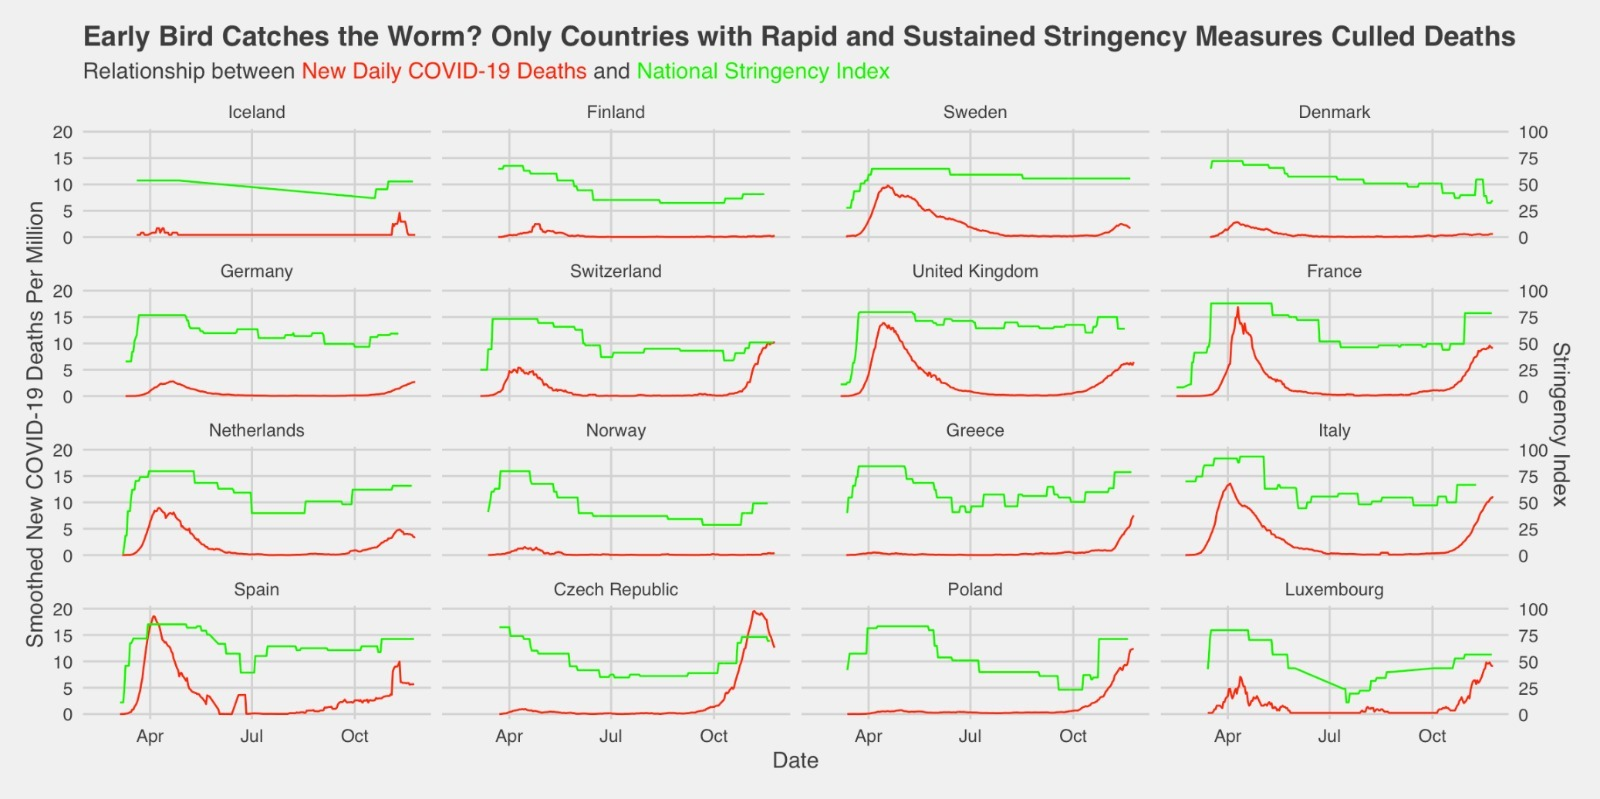 Early Bird Catches the Worm? Only Countries with Rapid and Sustained Stringency Measures Culled Deaths
Relationship between New Daily COVID-19 Deaths and National Stringency Index
Smoothed New COVID-19 Deaths Per Million
Iceland Finland Sweden Denmark
20 100
15 75
10 50
5 25
0 0
Germany Switzerland United Kingdom France
20 100
15 75
10 50
5 25
0 0
Netherlands Norway Greece Italy
20 100
15 75
10 50
5 25
0 0
Spain Czech Republic Poland Luxembourg
20 100
15 75
10 50
5 25
0 0
Apr Jul Oct Apr Jul Oct Apr Jul Oct Apr Jul Oct
Date
Stringency Index